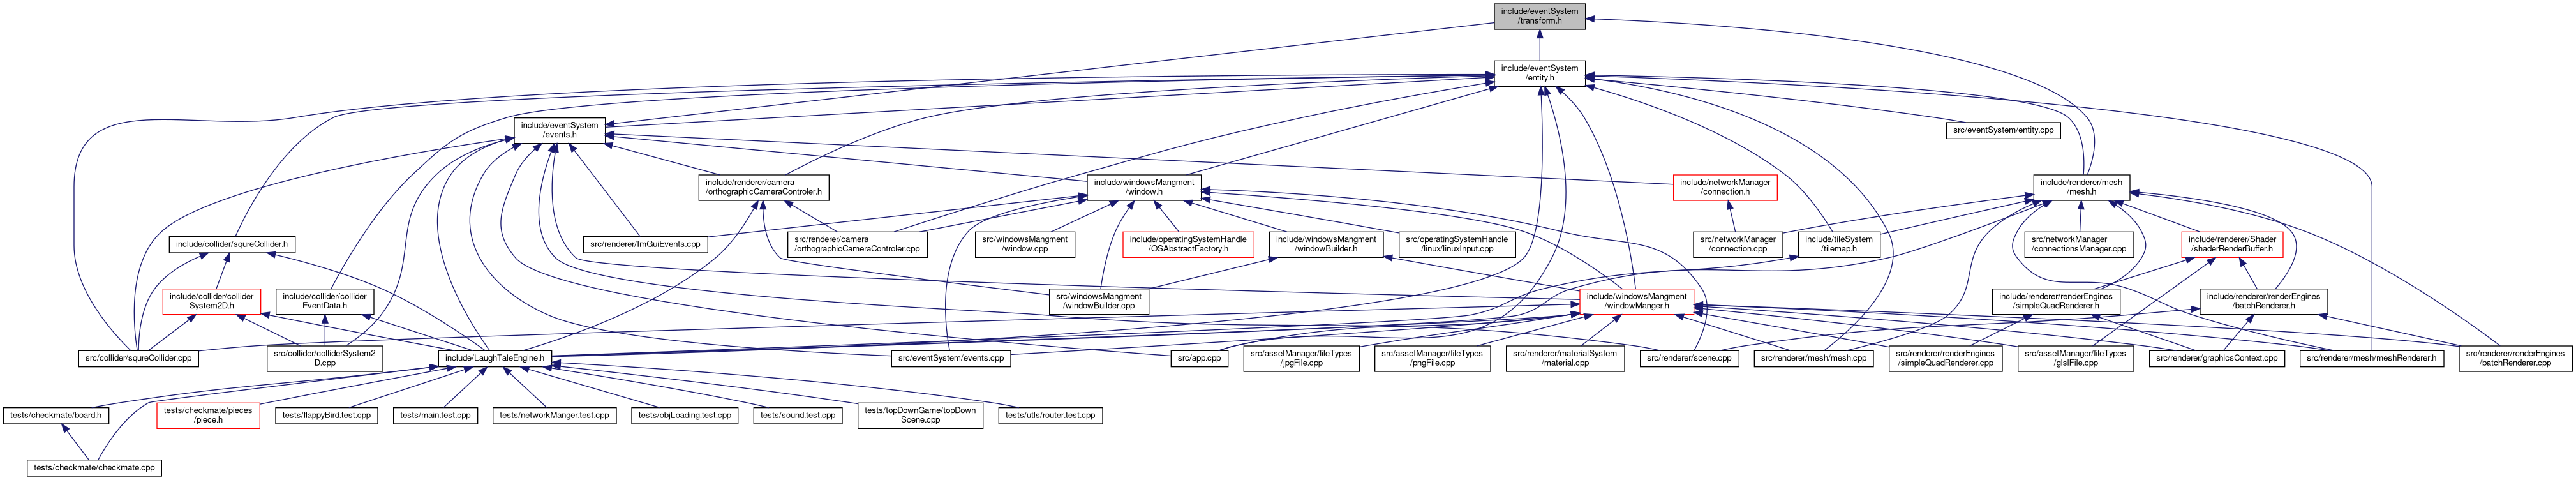 include/eventSystem
/transform.h
include/eventSystem
/entity.h
include/eventSystem
/events.h
src/eventSystem/entity.cpp
include/renderer/camera
/orthographicCameraControler.h
include/windowsMangment
/window.h
include/networkManager
/connection.h
include/renderer/mesh
/mesh.h
include/collider/squreCollider.h
src/renderer/ImGuiEvents.cpp
src/renderer/camera
/orthographicCameraControler.cpp
src/windowsMangment
/window.cpp
include/operatingSystemHandle
/OSAbstractFactory.h
include/windowsMangment
/windowBuilder.h
src/operatingSystemHandle
/linux/linuxInput.cpp
src/networkManager
/connection.cpp
include/tileSystem
/tilemap.h
src/networkManager
/connectionsManager.cpp
include/renderer/Shader
/shaderRenderBuffer.h
include/collider/collider
System2D.h
include/collider/collider
EventData.h
src/windowsMangment
/windowBuilder.cpp
include/windowsMangment
/windowManger.h
include/renderer/renderEngines
/simpleQuadRenderer.h
include/renderer/renderEngines
/batchRenderer.h
src/collider/squreCollider.cpp
src/collider/colliderSystem2
D.cpp
include/LaughTaleEngine.h
src/eventSystem/events.cpp
src/app.cpp
src/assetManager/fileTypes
/jpgFile.cpp
src/assetManager/fileTypes
/pngFile.cpp
src/renderer/materialSystem
/material.cpp
src/renderer/scene.cpp
src/renderer/mesh/mesh.cpp
src/renderer/renderEngines
/simpleQuadRenderer.cpp
src/assetManager/fileTypes
/glslFile.cpp
src/renderer/graphicsContext.cpp
src/renderer/mesh/meshRenderer.h
src/renderer/renderEngines
/batchRenderer.cpp
tests/checkmate/board.h
tests/checkmate/pieces
/piece.h
tests/flappyBird.test.cpp
tests/main.test.cpp
tests/networkManger.test.cpp
tests/objLoading.test.cpp
tests/sound.test.cpp
tests/topDownGame/topDown
Scene.cpp
tests/utls/router.test.cpp
tests/checkmate/checkmate.cpp